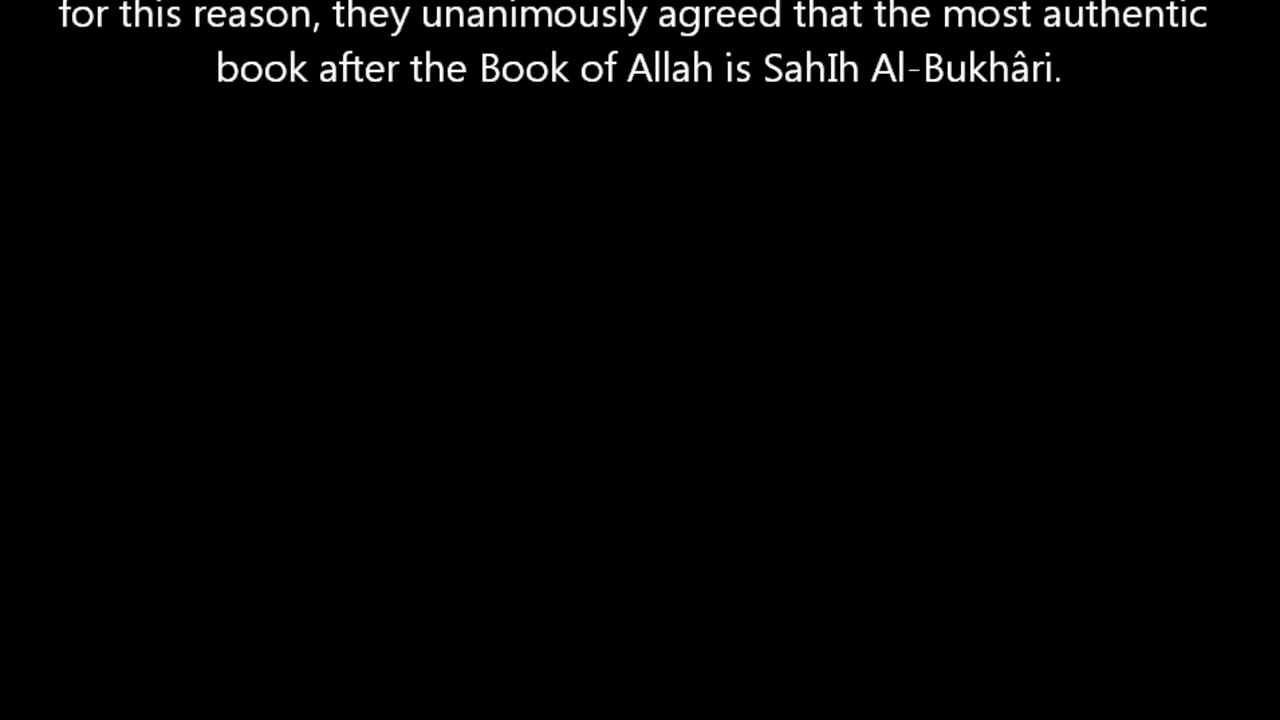 for this reason, they unanimously agreed that the most authentic
book after the Book of Allah is SahIh Al-Bukhâri.